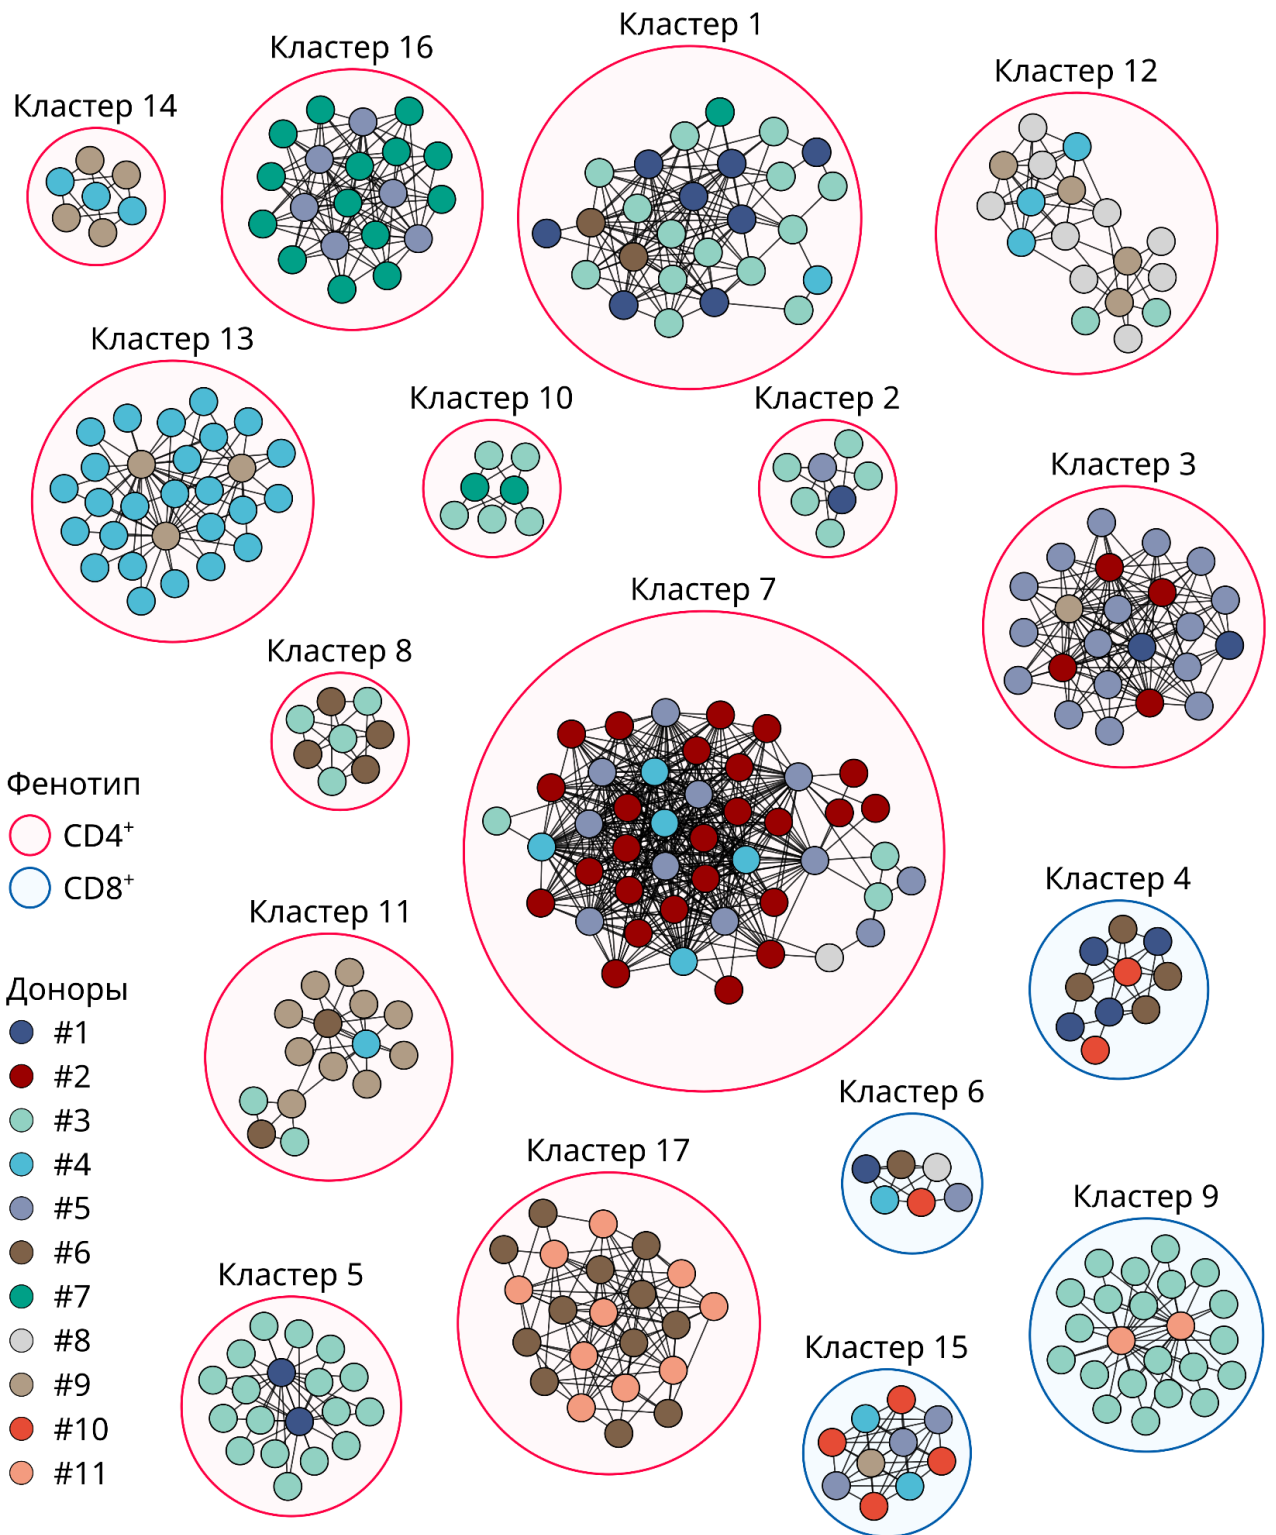 Кластер 1
Кластер 16
Кластер 12
Кластер 14
Кластер 13
Кластер 10
Кластер 2
Кластер 3
Кластер 7
Кластер 8
Фенотип
CD4⁺
CD8⁺
Кластер 4
Кластер 11
Доноры
#1
#2
#3
#4
#5
#6
#7
#8
#9
#10
#11
Кластер 6
Кластер 17
Кластер 9
Кластер 5
Кластер 15